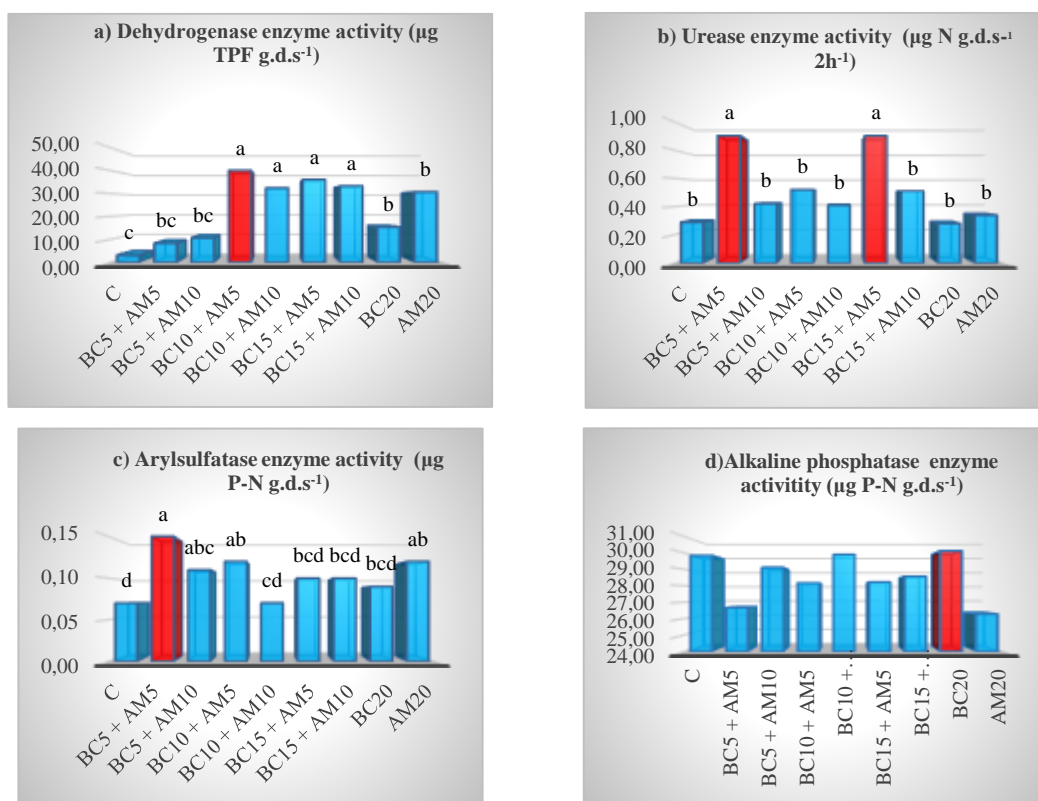 a) Dehydrogenase enzyme activity (µg
TPF g.d.s-1)
50,00
40,00
30,00
20,00
10,00
0,00
c
bc
bc
a
a
a
a
b
b
C
BC5 + AM5
BC5 + AM10
BC10 + AM5
BC10 + AM10
BC15 + AM5
BC15 + AM10
BC20
AM20
b) Urease enzyme activity (µg N g.d.s-1
2h-1)
1,00
0,80
0,60
0,40
0,20
0,00
b
a
b
b
b
a
b
b
b
C
BC5 + AM5
BC5 + AM10
BC10 + AM5
BC10 + AM10
BC15 + AM5
BC15 + AM10
BC20
AM20
c) Arylsulfatase enzyme activity (µg
P-N g.d.s-1)
0,15
0,10
0,05
0,00
d
a
abc
ab
cd
bcd
bcd
bcd
ab
C
BC5 + AM5
BC5 + AM10
BC10 + AM5
BC10 + AM10
BC15 + AM5
BC15 + AM10
BC20
AM20
d)Alkaline phosphatase enzyme
activitity (µg P-N g.d.s-1)
31,00
30,00
29,00
28,00
27,00
26,00
25,00
24,00
C
BC5 + AM5
BC5 + AM10
BC10 + AM5
BC10 +…
BC15 + AM5
BC15 +…
BC20
AM20